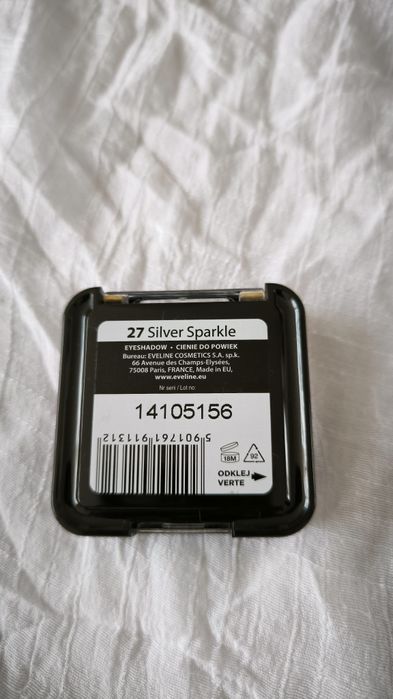 27 Silver Sparkle
EYESHADOW • CIENIE DO POWIEK
Bureau: EVELINE COSMETICS S.A. sp.k.
66 Avenue des Champs-Elysées,
75008 Paris, FRANCE, Made in EU,
www.eveline.eu
Nr serii / Lot no:
14105156
5 901761 911312
18M
92
ODKLEJ
VERTE